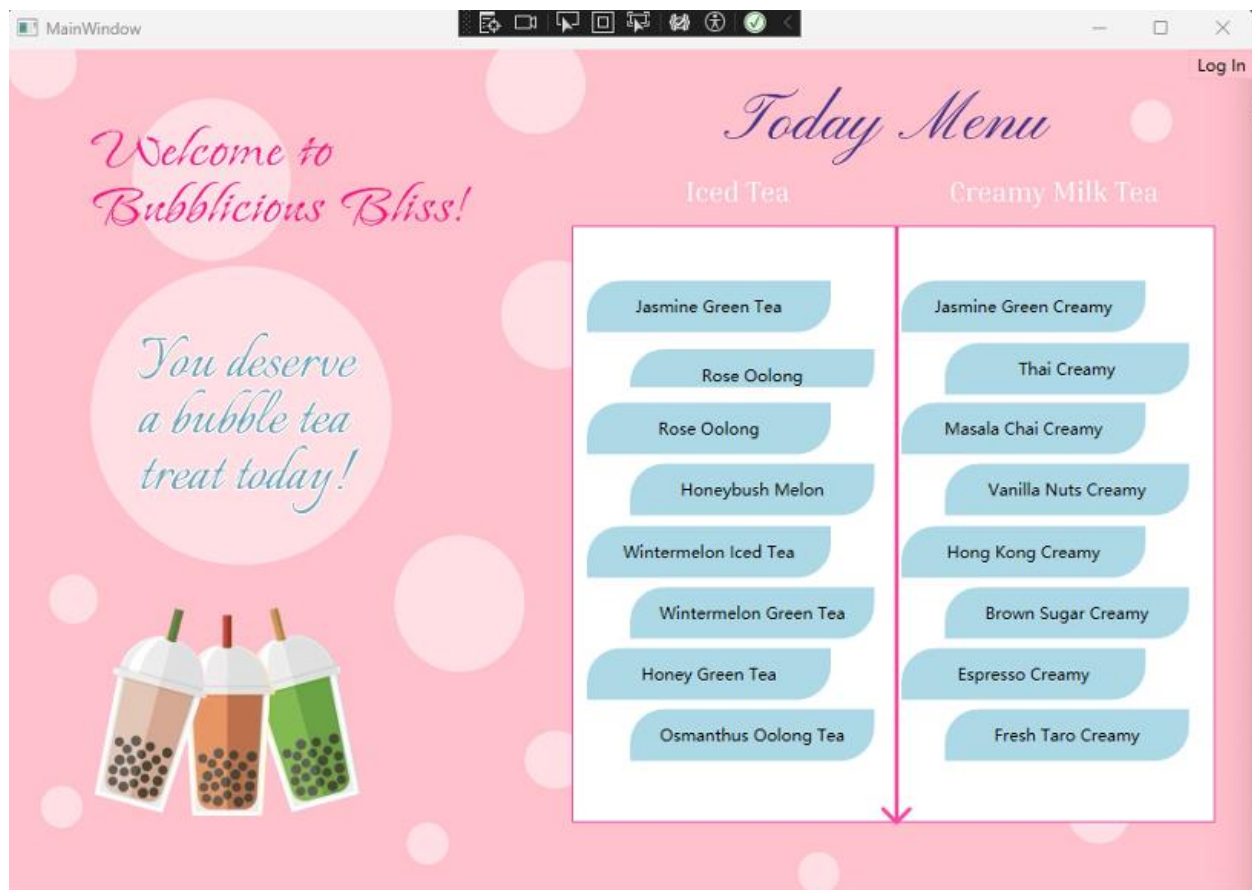 MainWindow
Log In
Welcome to
Bubblicious Bliss!
You deserve
a bubble tea
treat today!
Today Menu
Iced Tea
Jasmine Green Tea
Rose Oolong
Rose Oolong
Honeybush Melon
Wintermelon Iced Tea
Wintermelon Green Tea
Honey Green Tea
Osmanthus Oolong Tea
Creamy Milk Tea
Jasmine Green Creamy
Thai Creamy
Masala Chai Creamy
Vanilla Nuts Creamy
Hong Kong Creamy
Brown Sugar Creamy
Espresso Creamy
Fresh Taro Creamy